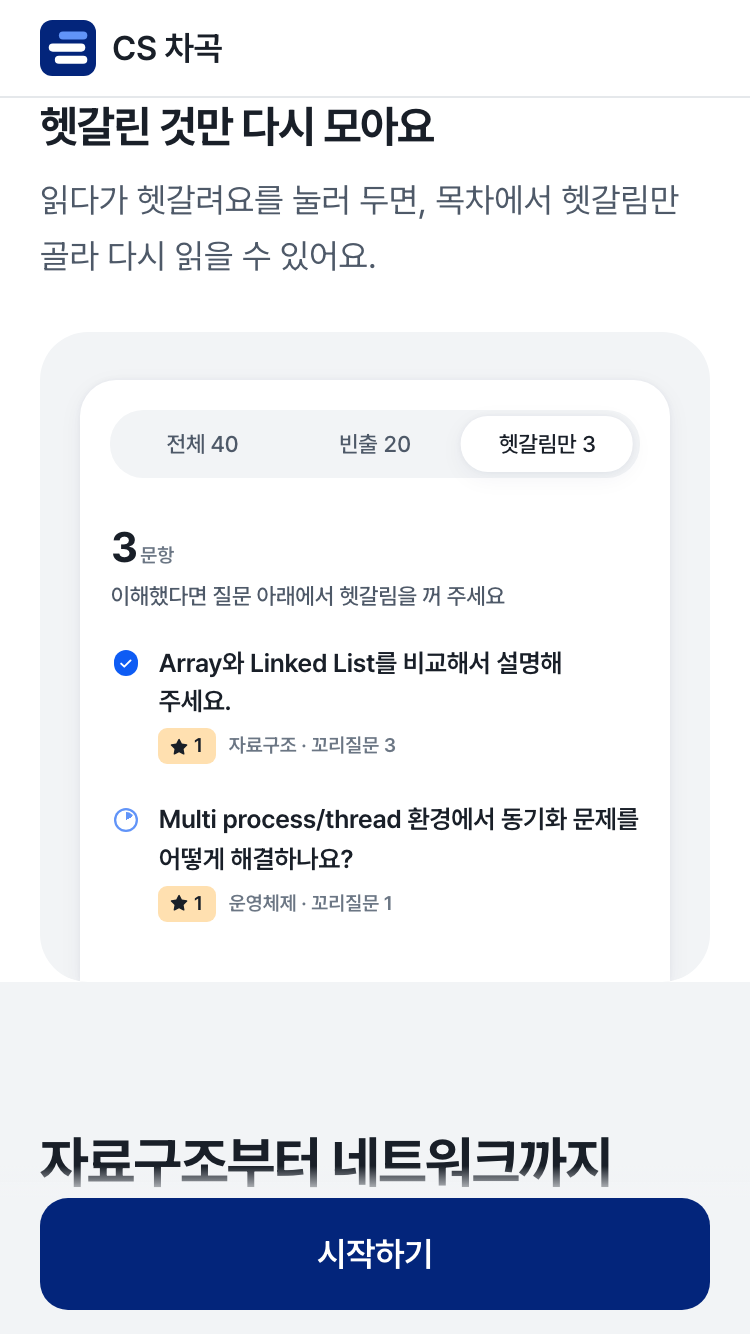 CS 차곡
헷갈린 것만 다시 모아요
읽다가 헷갈려요를 눌러 두면, 목차에서 헷갈림만
골라 다시 읽을 수 있어요.
전체 40
빈출 20
헷갈림만 3
3 문항
이해했다면 질문 아래에서 헷갈림을 꺼 주세요
Array와 Linked List를 비교해서 설명해
주세요.
★ 1 자료구조 · 꼬리질문 3
Multi process/thread 환경에서 동기화 문제를
어떻게 해결하나요?
★ 1 운영체제 · 꼬리질문 1
자료구조부터 네트워크까지
시작하기